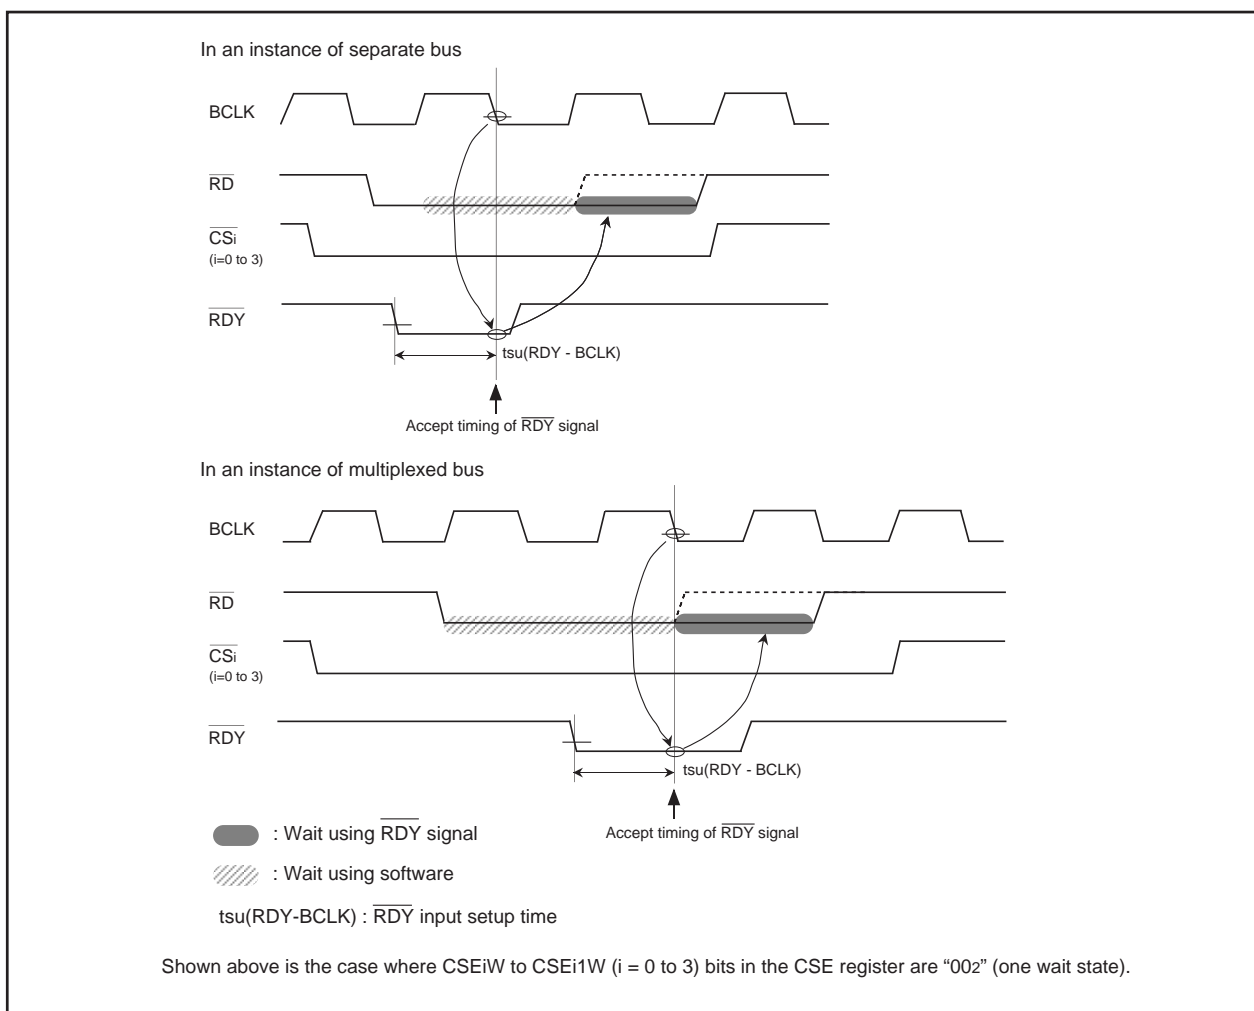 In an instance of separate bus
BCLK
RD
CSi
(i=0 to 3)
RDY
tsu(RDY - BCLK)
Accept timing of RDY signal
In an instance of multiplexed bus
BCLK
RD
CSi
(i=0 to 3)
RDY
tsu(RDY - BCLK)
Accept timing of RDY signal
: Wait using RDY signal
: Wait using software
tsu(RDY-BCLK) : RDY input setup time
Shown above is the case where CSEiW to CSEi1W (i = 0 to 3) bits in the CSE register are “002” (one wait state).